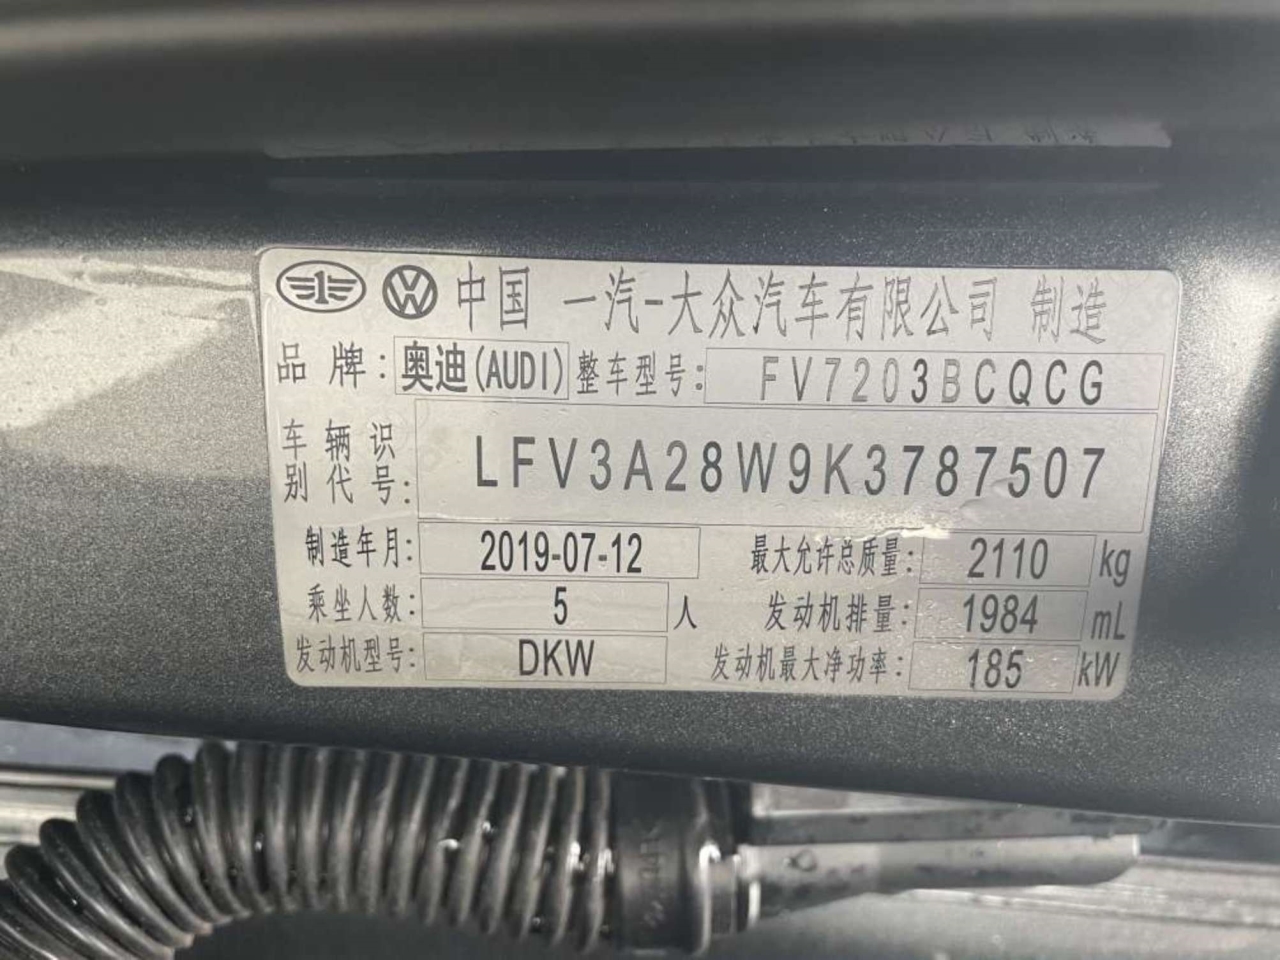 中国 一汽-大众汽车有限公司 制造
品牌: 奥迪(AUDI) 整车型号: FV7203BCQCG
车辆识别代号: LFV3A28W9K3787507
制造年月: 2019-07-12 最大允许总质量: 2110 kg
乘坐人数: 5 人 发动机排量: 1984 mL
发动机型号: DKW 发动机最大净功率: 185 kW